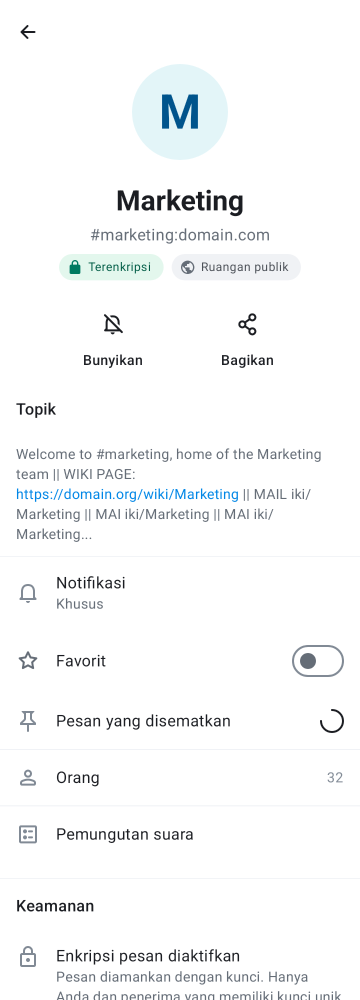 M
Marketing
#marketing:domain.com
Terenkripsi
Ruangan publik
Bunyikan
Bagikan
Topik
Welcome to #marketing, home of the Marketing
team || WIKI PAGE:
https://domain.org/wiki/Marketing || MAIL iki/
Marketing || MAI iki/Marketing || MAI iki/
Marketing...
Notifikasi
Khusus
Favorit
Pesan yang disematkan
Orang
32
Pemungutan suara
Keamanan
Enkripsi pesan diaktifkan
Pesan diamankan dengan kunci. Hanya
Anda dan penerima yang memiliki kunci unik